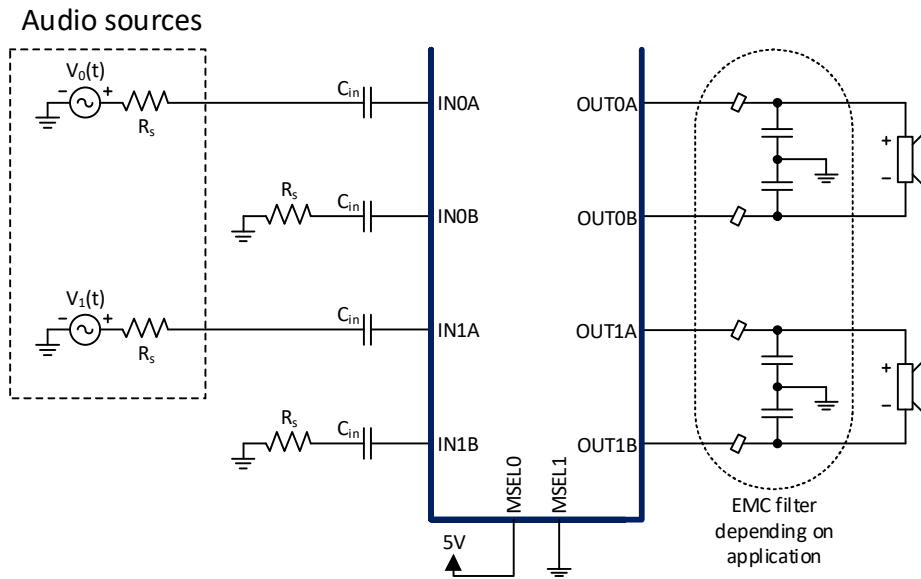 Audio sources
V0(t)
- +
Rs
Cin
IN0A
OUT0A
+
-
Rs
Cin
IN0B
OUT0B
V1(t)
- +
Rs
Cin
IN1A
OUT1A
+
-
Rs
Cin
IN1B
OUT1B
MSEL0
MSEL1
5V
EMC filter
depending on
application